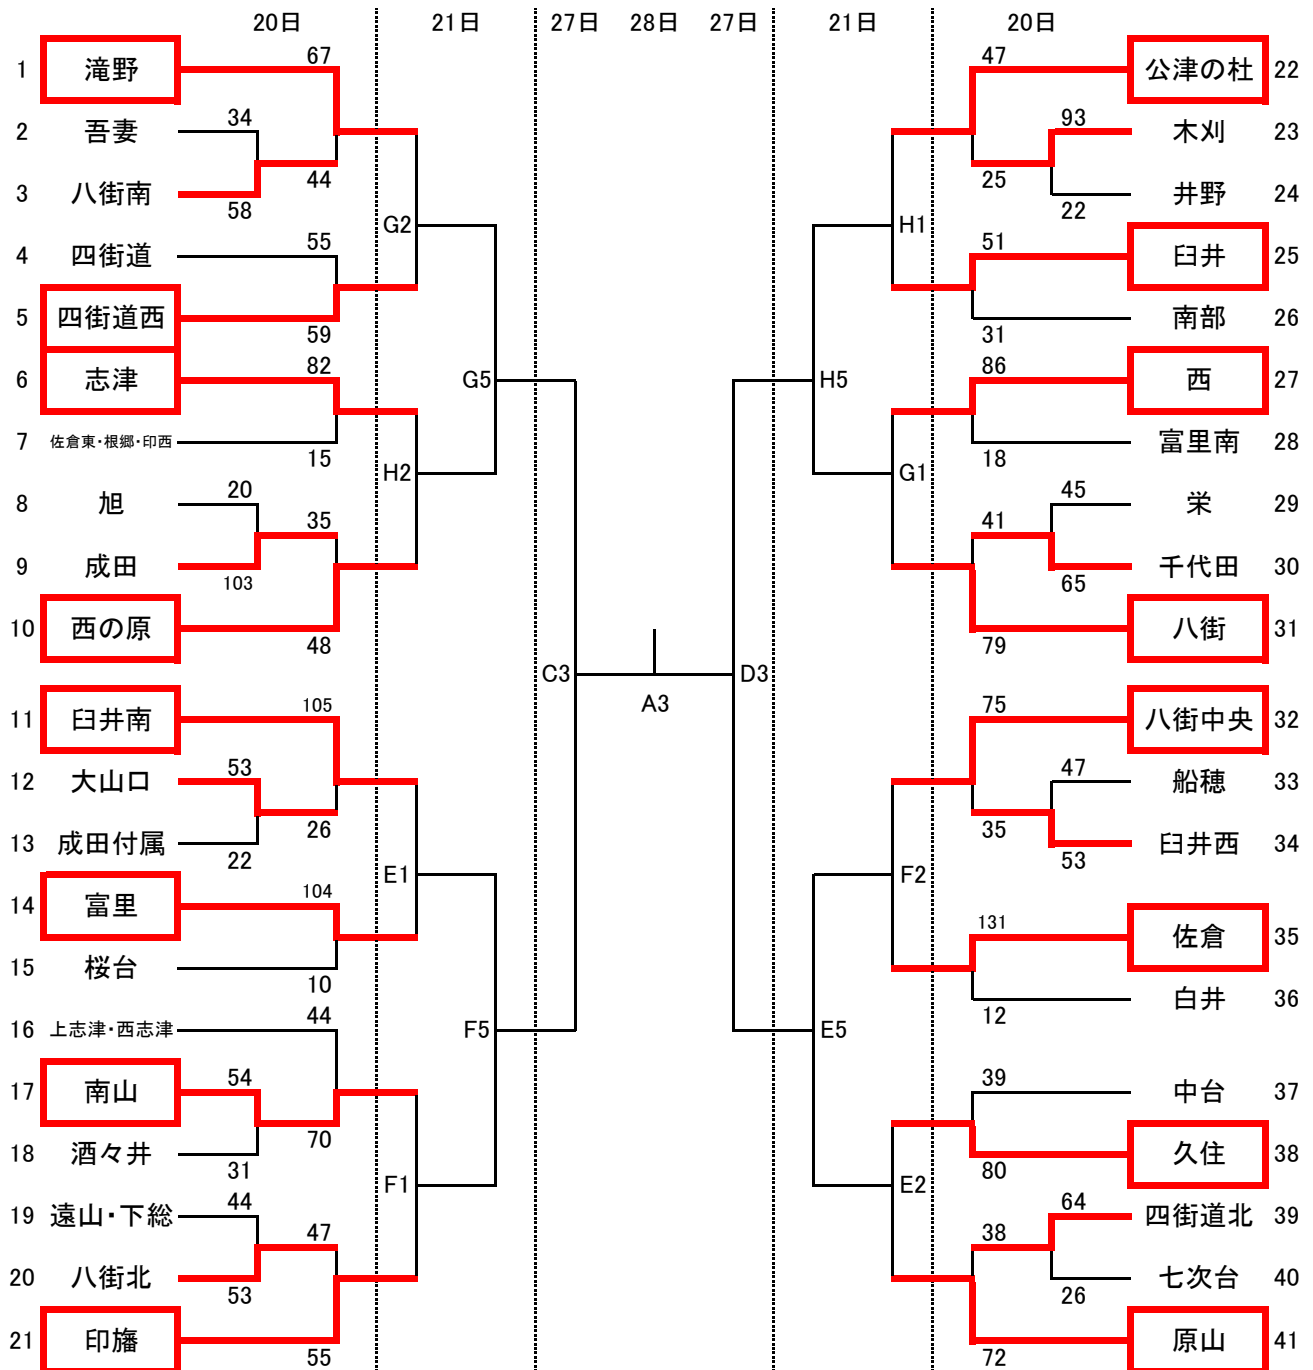 20日 21日 27日 28日 27日 21日 20日
1 滝野 67
2 吾妻 34
44
3 八街南 58
G2
4 四街道 55
5 四街道西 59
6 志津 82
G5
7 佐倉東・根郷・印西 15
H2
8 旭 20
35
9 成田 103
10 西の原 48
C3
11 臼井南 105
12 大山口 53
26
13 成田付属 22
E1
14 富里 104
15 桜台 10
16 上志津・西志津 44
F5
17 南山 54
70
18 酒々井 31
F1
19 遠山・下総 44
47
20 八街北 53
21 印旛 55
A3
47 公津の杜 22
93 木刈 23
25
22 井野 24
H1
51 臼井 25
31 南部 26
H5
86 西 27
18 富里南 28
G1
45 栄 29
41
65 千代田 30
79 八街 31
D3
75 八街中央 32
47 船穂 33
35
53 臼井西 34
F2
131 佐倉 35
12 白井 36
E5
39 中台 37
80 久住 38
E2
64 四街道北 39
38
26 七次台 40
72 原山 41